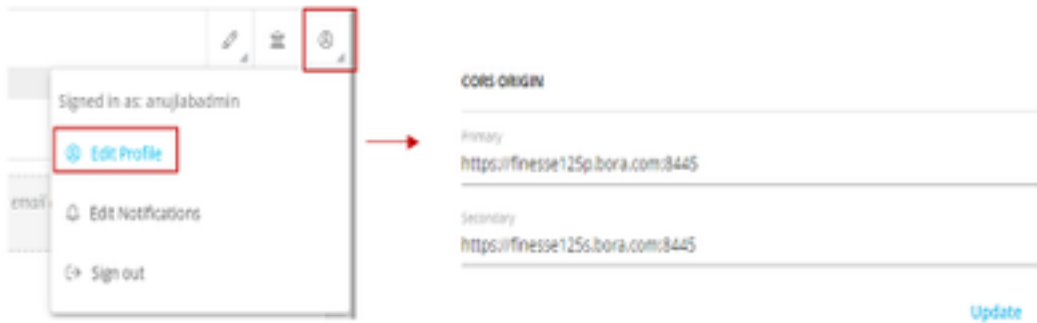 Signed in as: anujlabadmin
Edit Profile
email
Edit Notifications
Sign out
CORS ORIGIN
Primary
https://finesse125p.bora.com:8445
Secondary
https://finesse125s.bora.com:8445
Update